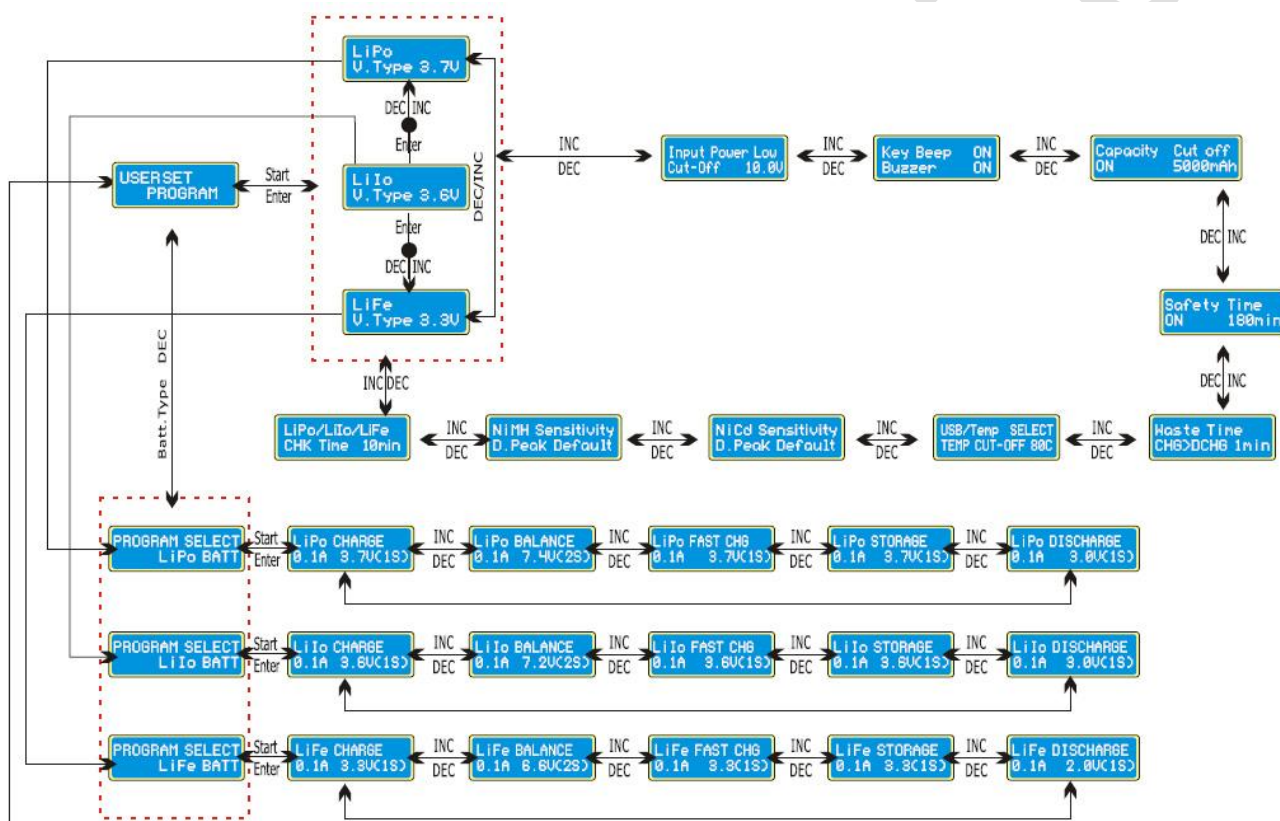 LiPo
V.Type 3.7V
DEC INC
Enter
DEC/INC
INC
DEC
Input Power Low
Cut-Off 10.0V
INC
DEC
Key Beep ON
Buzzer ON
INC
DEC
Capacity Cut off
ON 5000mAh
USERSET
PROGRAM
Start
Enter
LiIo
V.Type 3.6V
Enter
DEC INC
DEC INC
LiFe
V.Type 3.3V
Safety Time
ON 180min
Batt.Type DEC
INC DEC
DEC INC
LiPo/LiIo/LiFe
CHK Time 10min
INC
DEC
NiMH Sensitivity
D.Peak Default
INC
DEC
NiCd Sensitivity
D.Peak Default
INC
DEC
USB/Temp SELECT
TEMP CUT-OFF 80C
INC
DEC
Waste Time
CHG>DCHG 1min
PROGRAM SELECT
LiPo BATT
Start
Enter
LiPo CHARGE
0.1A 3.7V(1S)
INC
DEC
LiPo BALANCE
0.1A 7.4V(2S)
INC
DEC
LiPo FAST CHG
0.1A 3.7V(1S)
INC
DEC
LiPo STORAGE
0.1A 3.7V(1S)
INC
DEC
LiPo DISCHARGE
0.1A 3.0V(1S)
PROGRAM SELECT
LiIo BATT
Start
Enter
LiIo CHARGE
0.1A 3.6V(1S)
INC
DEC
LiIo BALANCE
0.1A 7.2V(2S)
INC
DEC
LiIo FAST CHG
0.1A 3.6V(1S)
INC
DEC
LiIo STORAGE
0.1A 3.6V(1S)
INC
DEC
LiIo DISCHARGE
0.1A 3.0V(1S)
PROGRAM SELECT
LiFe BATT
Start
Enter
LiFe CHARGE
0.1A 3.3V(1S)
INC
DEC
LiFe BALANCE
0.1A 6.6V(2S)
INC
DEC
LiFe FAST CHG
0.1A 3.3(1S)
INC
DEC
LiFe STORAGE
0.1A 3.3(1S)
INC
DEC
LiFe DISCHARGE
0.1A 2.0V(1S)